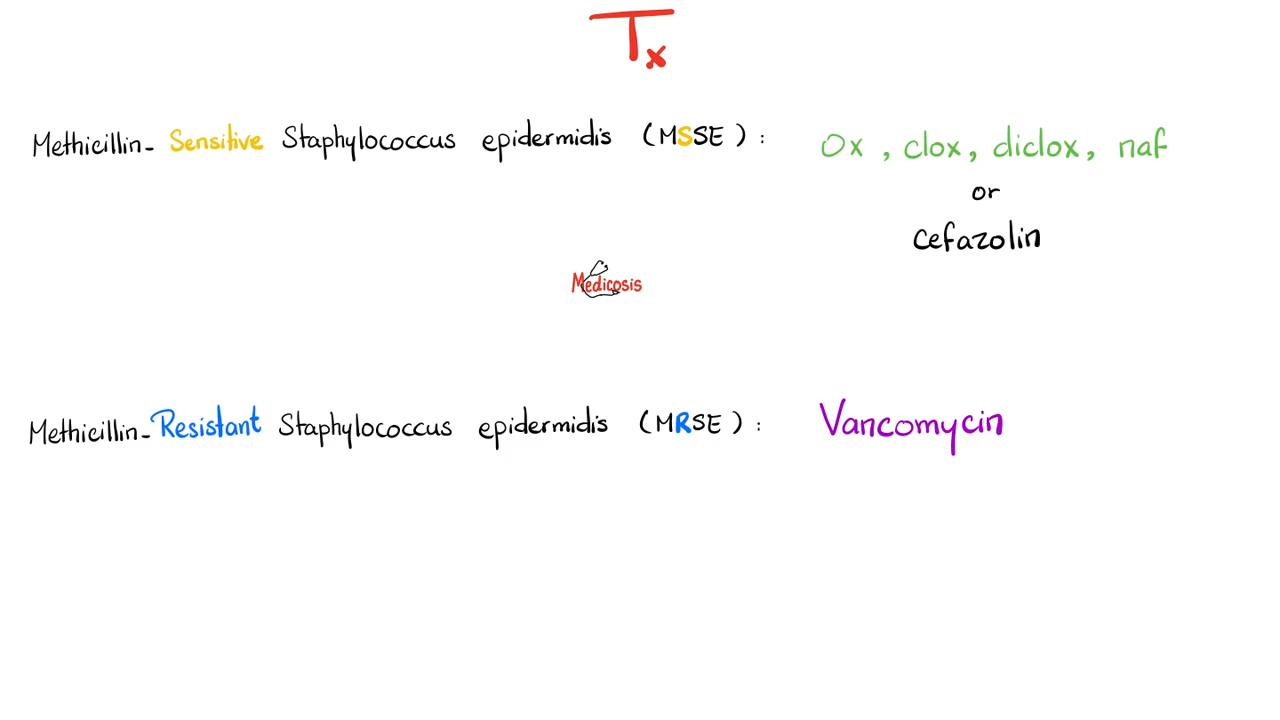 Tx
Methicillin- Sensitive Staphylococcus epidermidis (MSSE) : Ox, clox, diclox, naf
or
cefazolin
Medicosis
Methicillin- Resistant Staphylococcus epidermidis (MRSE) : Vancomycin